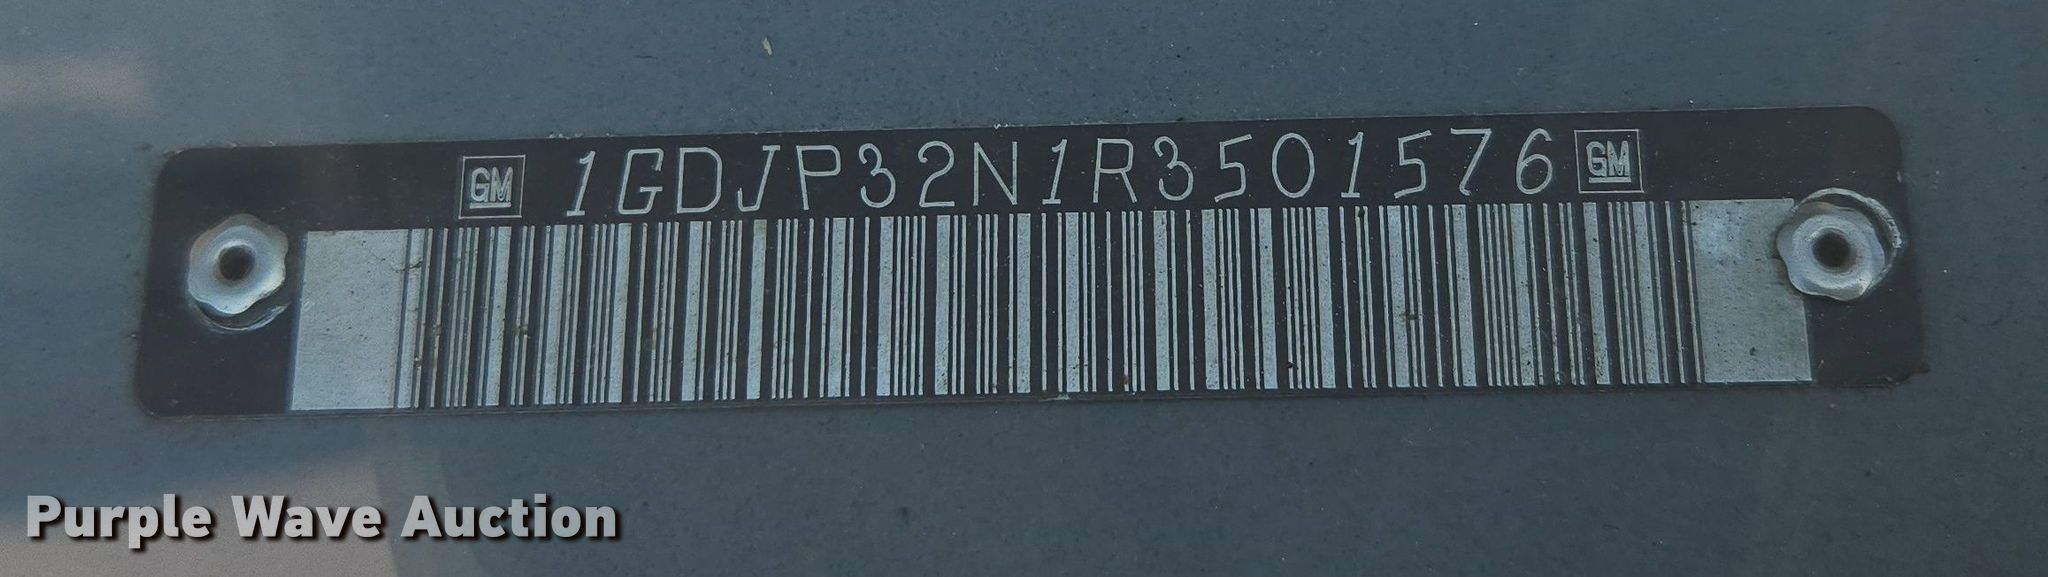 GM 1GDJP32N1R3501576 GM
Purple Wave Auction